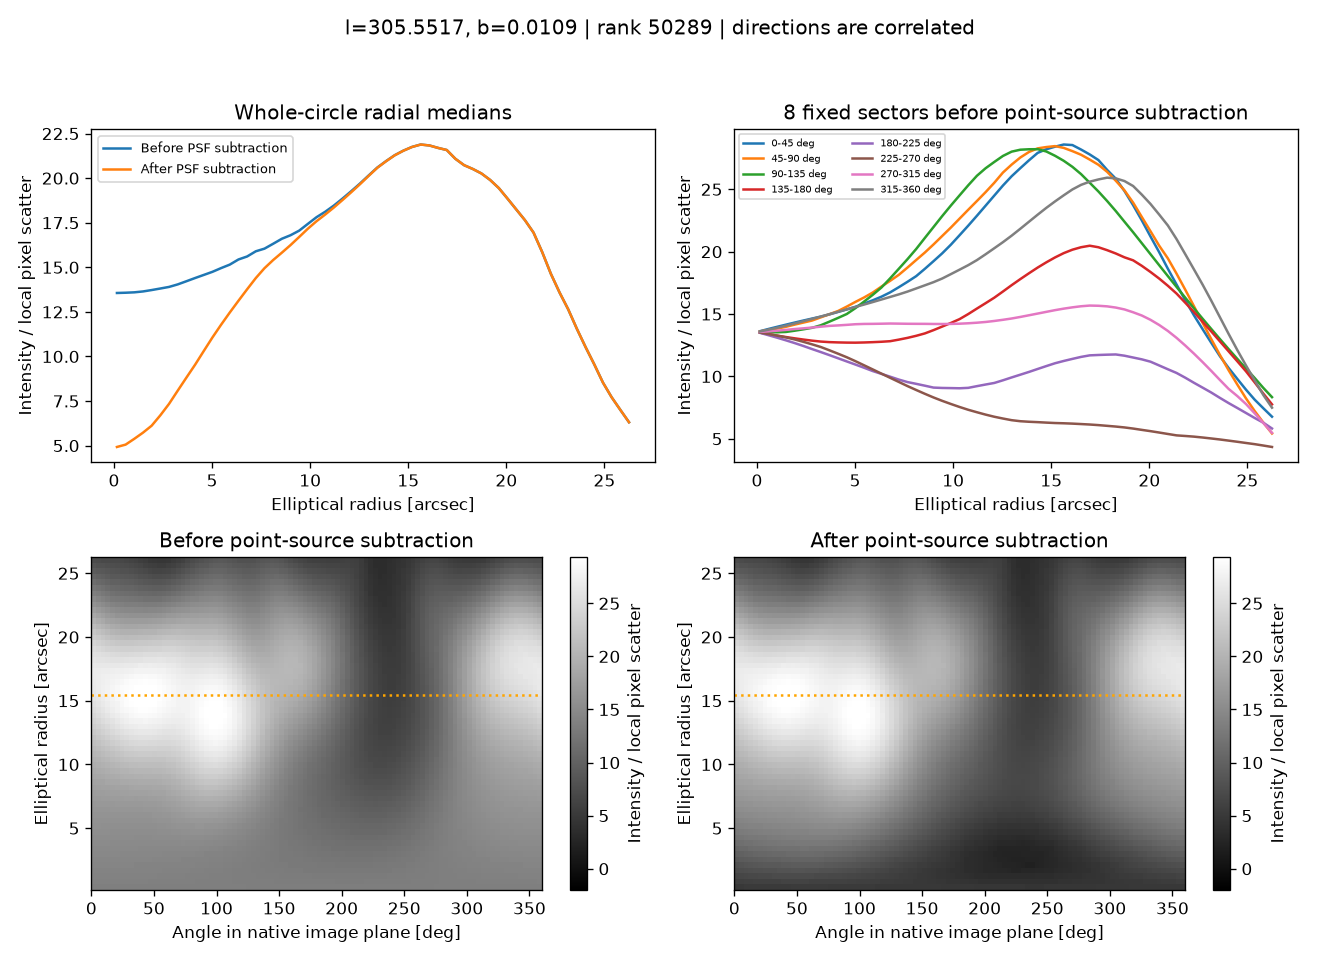 l=305.5517, b=0.0109 | rank 50289 | directions are correlated
Whole-circle radial medians
Before PSF subtraction
After PSF subtraction
22.5
20.0
17.5
15.0
12.5
10.0
7.5
5.0
Intensity / local pixel scatter
0 5 10 15 20 25
Elliptical radius [arcsec]
8 fixed sectors before point-source subtraction
0-45 deg 180-225 deg
45-90 deg 225-270 deg
90-135 deg 270-315 deg
135-180 deg 315-360 deg
25
20
15
10
5
Intensity / local pixel scatter
0 5 10 15 20 25
Elliptical radius [arcsec]
Before point-source subtraction
25
20
15
10
5
Elliptical radius [arcsec]
0 50 100 150 200 250 300 350
Angle in native image plane [deg]
25
20
15
10
5
0
Intensity / local pixel scatter
After point-source subtraction
25
20
15
10
5
Elliptical radius [arcsec]
0 50 100 150 200 250 300 350
Angle in native image plane [deg]
25
20
15
10
5
0
Intensity / local pixel scatter